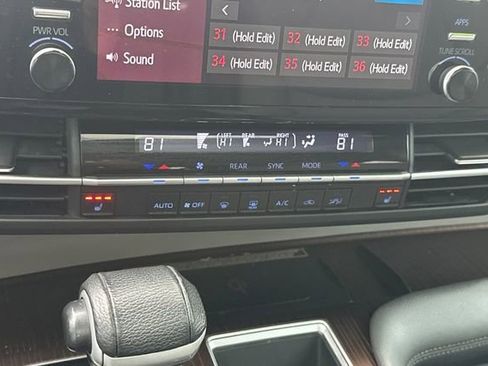 Station List
Options
Sound
PWR VOL
31 (Hold Edit) 32 (Hold Edit) 33 (Hold Edit)
34 (Hold Edit) 35 (Hold Edit) 36 (Hold Edit)
APPS
TUNE SCROLL
81 LEFT HI REAR RIGHT HI PASS 81
REAR SYNC MODE
AUTO OFF A/C